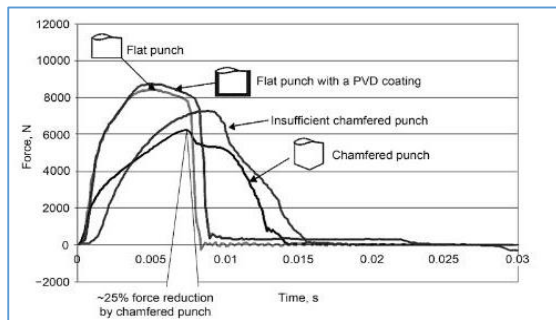 12000
10000
8000
6000
4000
2000
0
−2000
Force, N
Flat punch
Flat punch with a PVD coating
Insufficient chamfered punch
Chamfered punch
0
0.005
0.01
0.015
0.02
0.025
0.03
~25% force reduction
by chamfered punch
Time, s